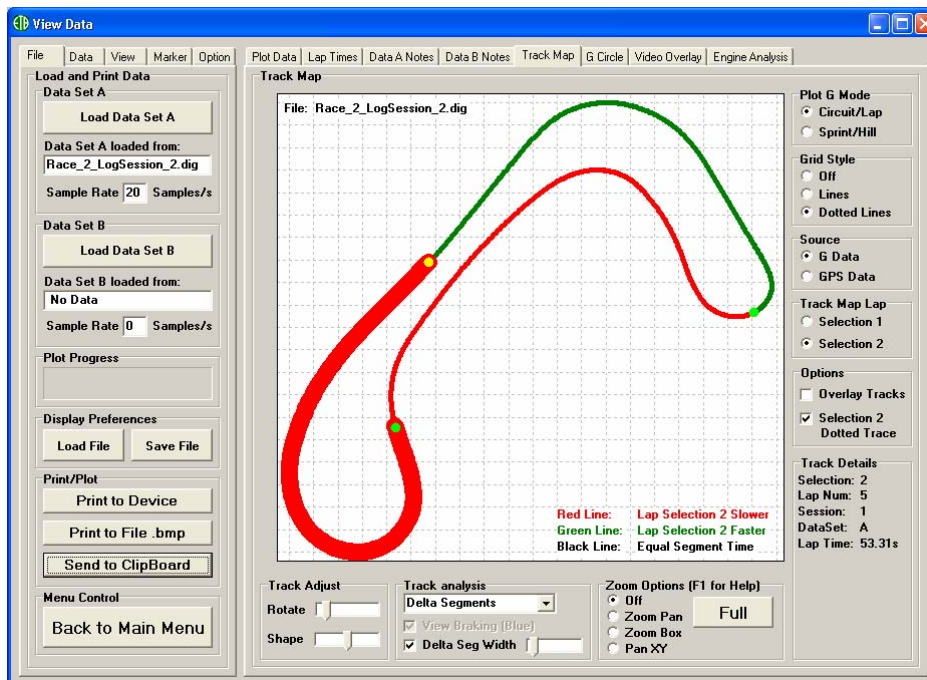 ETB View Data
File Data View Marker Option
Load and Print Data
Data Set A
Load Data Set A
Data Set A loaded from:
Race_2_LogSession_2.dig
Sample Rate 20 Samples/s
Data Set B
Load Data Set B
Data Set B loaded from:
No Data
Sample Rate 0 Samples/s
Plot Progress
Display Preferences
Load File Save File
Print/Plot
Print to Device
Print to File .bmp
Send to ClipBoard
Menu Control
Back to Main Menu
Plot Data Lap Times Data A Notes Data B Notes Track Map G Circle Video Overlay Engine Analysis
Track Map
File: Race_2_LogSession_2.dig
Red Line: Lap Selection 2 Slower
Green Line: Lap Selection 2 Faster
Black Line: Equal Segment Time
Track Adjust
Rotate
Shape
Track analysis
Delta Segments
View Braking (Blue)
Delta Seg Width
Zoom Options (F1 for Help)
Off
Zoom Pan
Zoom Box
Pan XY
Full
Plot G Mode
Circuit/Lap
Sprint/Hill
Grid Style
Off
Lines
Dotted Lines
Source
G Data
GPS Data
Track Map Lap
Selection 1
Selection 2
Options
Overlay Tracks
Selection 2
Dotted Trace
Track Details
Selection: 2
Lap Num: 5
Session: 1
DataSet: A
Lap Time: 53.31s